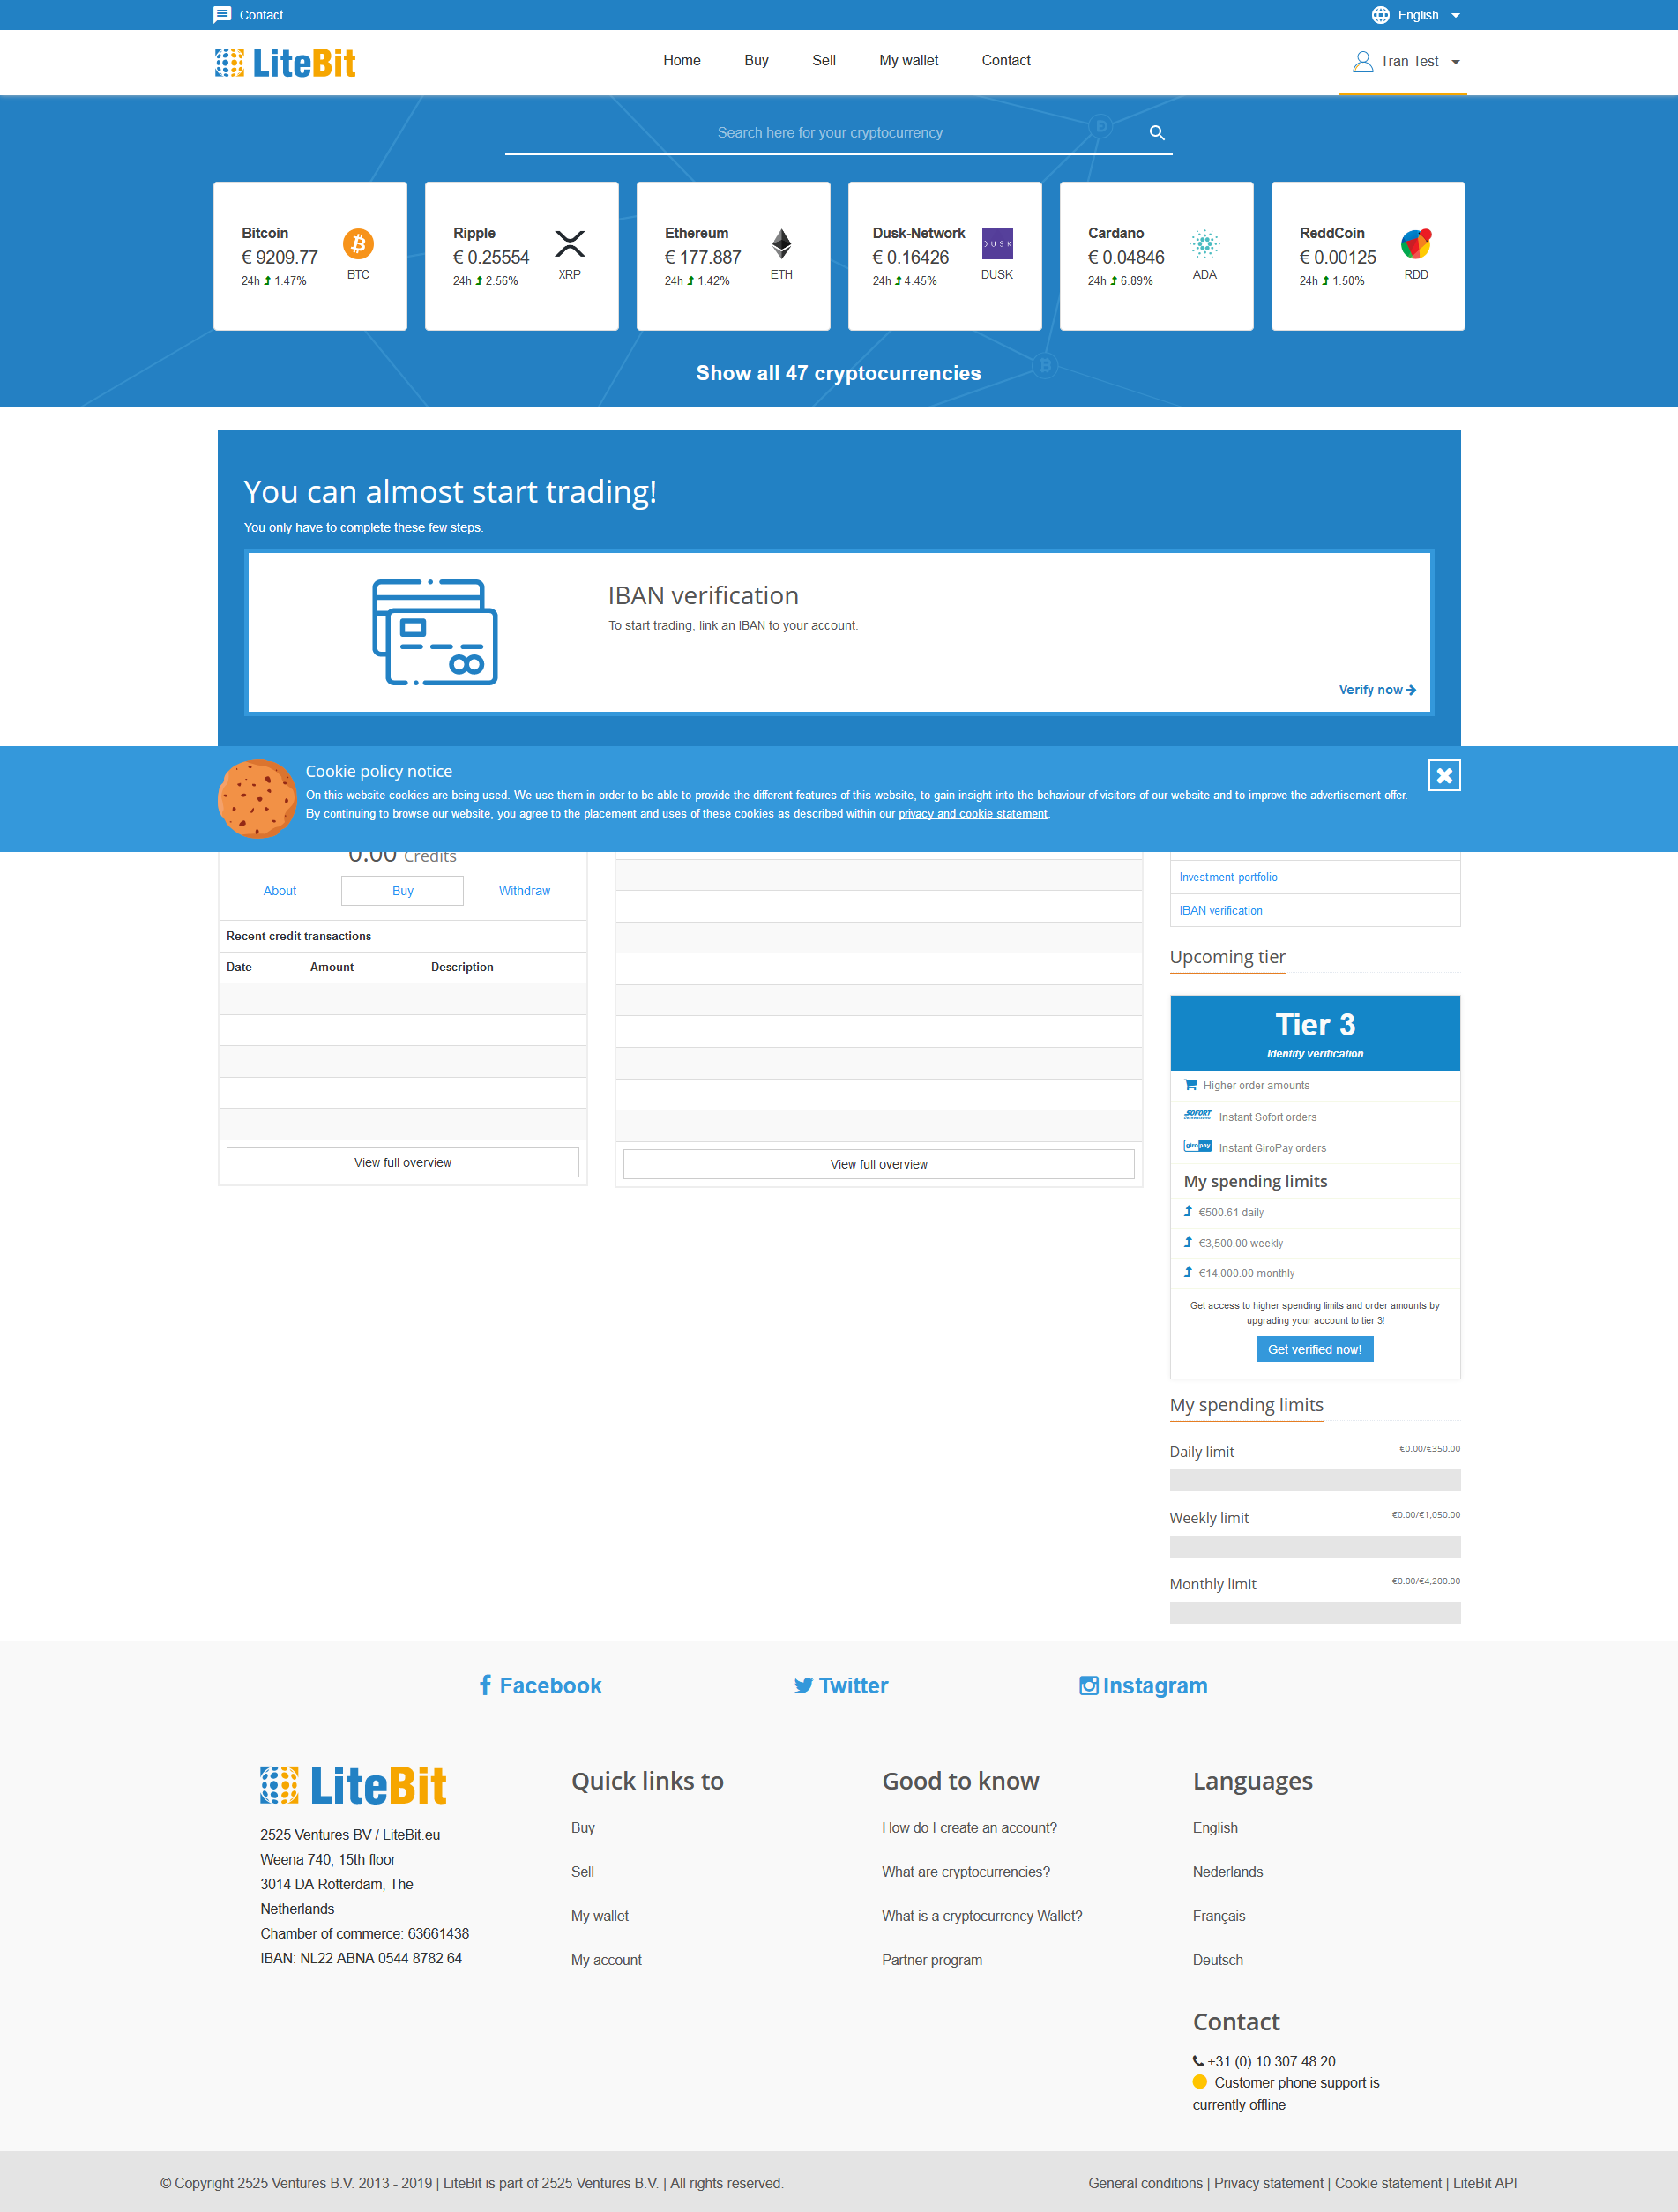 Contact
English
LiteBit
Home
Buy
Sell
My wallet
Contact
Tran Test
Search here for your cryptocurrency
Bitcoin
€ 9209.77
24h 1.47%
BTC
Ripple
€ 0.25554
24h 2.56%
XRP
Ethereum
€ 177.887
24h 1.42%
ETH
Dusk-Network
€ 0.16426
24h 4.45%
DUSK
DUSK
Cardano
€ 0.04846
24h 6.89%
ADA
ReddCoin
€ 0.00125
24h 1.50%
RDD
Show all 47 cryptocurrencies
You can almost start trading!
You only have to complete these few steps.
IBAN verification
To start trading, link an IBAN to your account.
Verify now
Cookie policy notice
On this website cookies are being used. We use them in order to be able to provide the different features of this website, to gain insight into the behaviour of visitors of our website and to improve the advertisement offer.
By continuing to browse our website, you agree to the placement and uses of these cookies as described within our privacy and cookie statement.
0.00 Credits
About
Buy
Withdraw
Recent credit transactions
Date Amount Description
View full overview
View full overview
Investment portfolio
IBAN verification
Upcoming tier
Tier 3
Identity verification
Higher order amounts
SOFORT Instant Sofort orders
giropay Instant GiroPay orders
My spending limits
€500.61 daily
€3,500.00 weekly
€14,000.00 monthly
Get access to higher spending limits and order amounts by
upgrading your account to tier 3!
Get verified now!
My spending limits
Daily limit €0.00/€350.00
Weekly limit €0.00/€1,050.00
Monthly limit €0.00/€4,200.00
Facebook
Twitter
Instagram
LiteBit
2525 Ventures BV / LiteBit.eu
Weena 740, 15th floor
3014 DA Rotterdam, The
Netherlands
Chamber of commerce: 63661438
IBAN: NL22 ABNA 0544 8782 64
Quick links to
Buy
Sell
My wallet
My account
Good to know
How do I create an account?
What are cryptocurrencies?
What is a cryptocurrency Wallet?
Partner program
Languages
English
Nederlands
Français
Deutsch
Contact
+31 (0) 10 307 48 20
Customer phone support is
currently offline
© Copyright 2525 Ventures B.V. 2013 - 2019 | LiteBit is part of 2525 Ventures B.V. | All rights reserved.
General conditions | Privacy statement | Cookie statement | LiteBit API